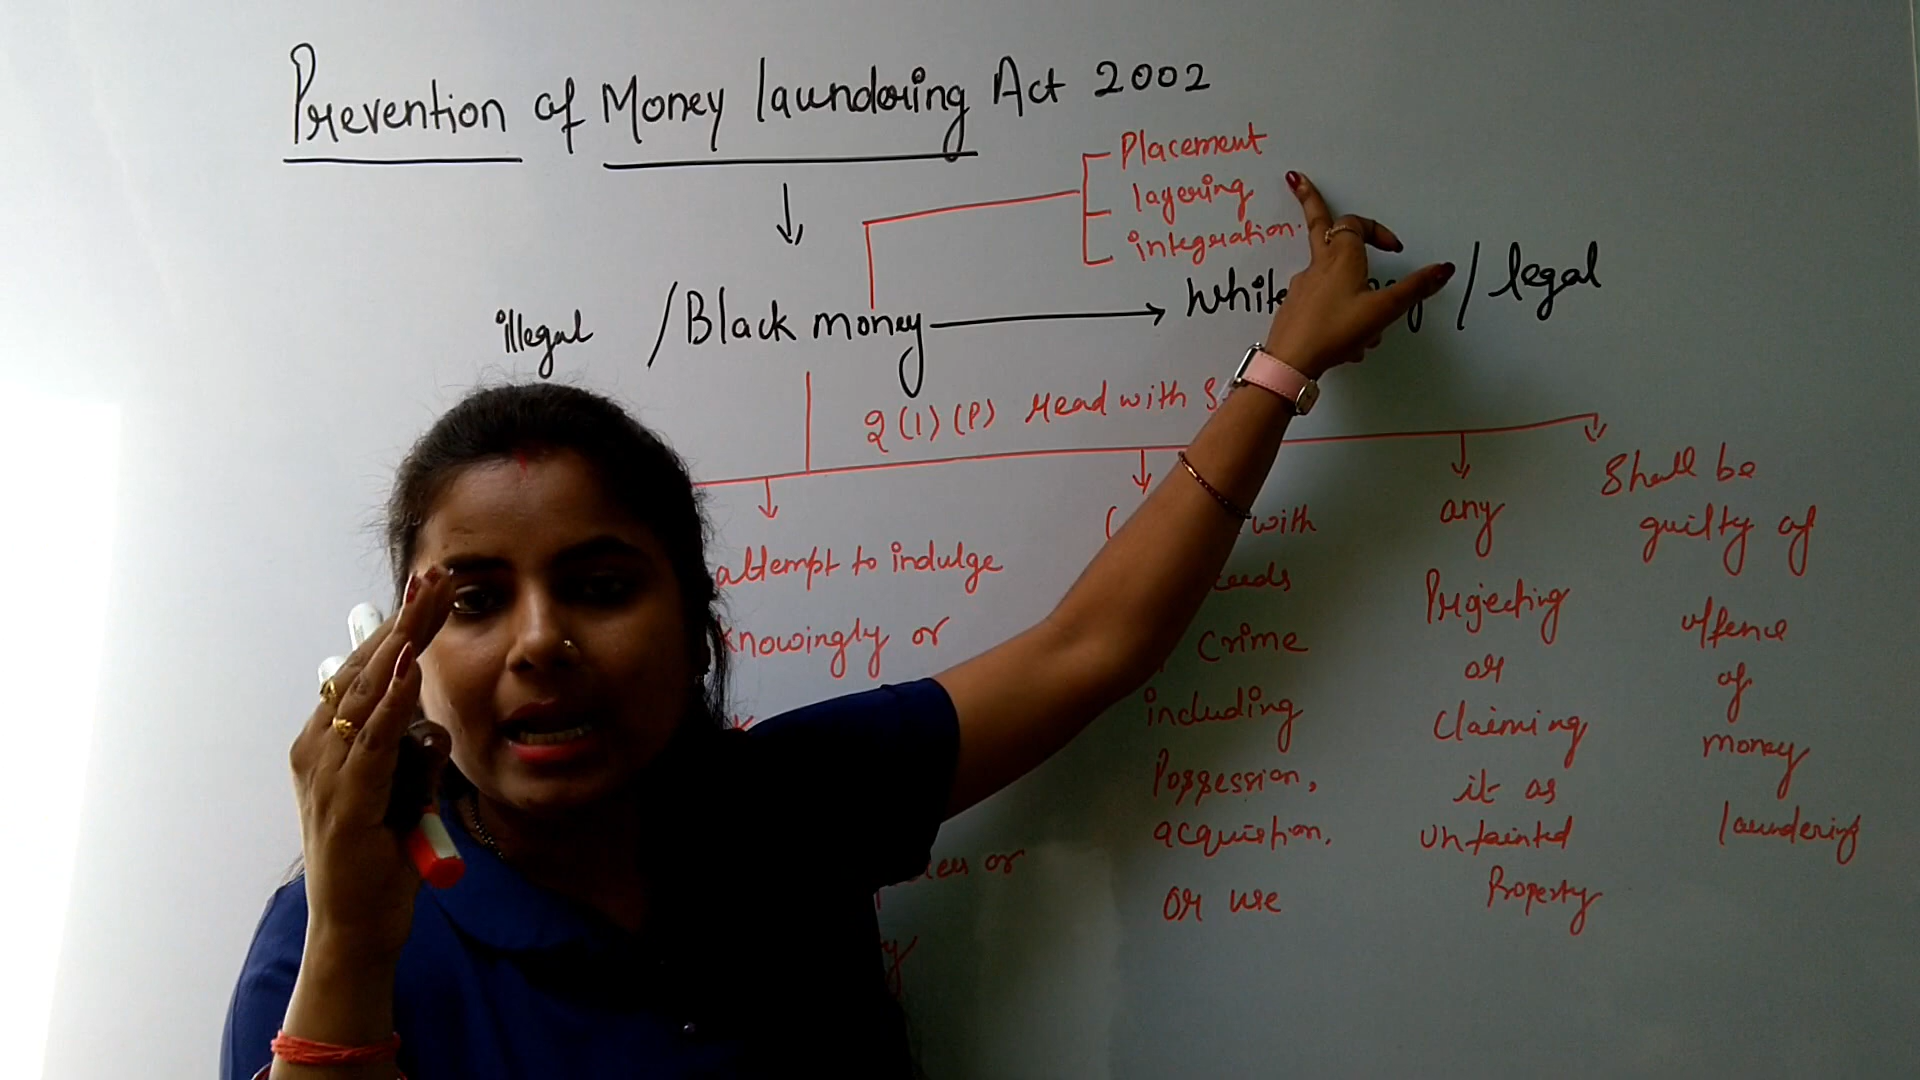 Prevention of Money laundering Act 2002
Placement
layering
integration.
illegal / Black money → White / legal
2(1)(P) read with S
attempt to indulge
knowingly or
with
Crime
including
Possession,
acquistion,
or use
any
Projecting
or
Claiming
it as
untainted
Property
Shall be
guilty of
offence
of
money
laundering